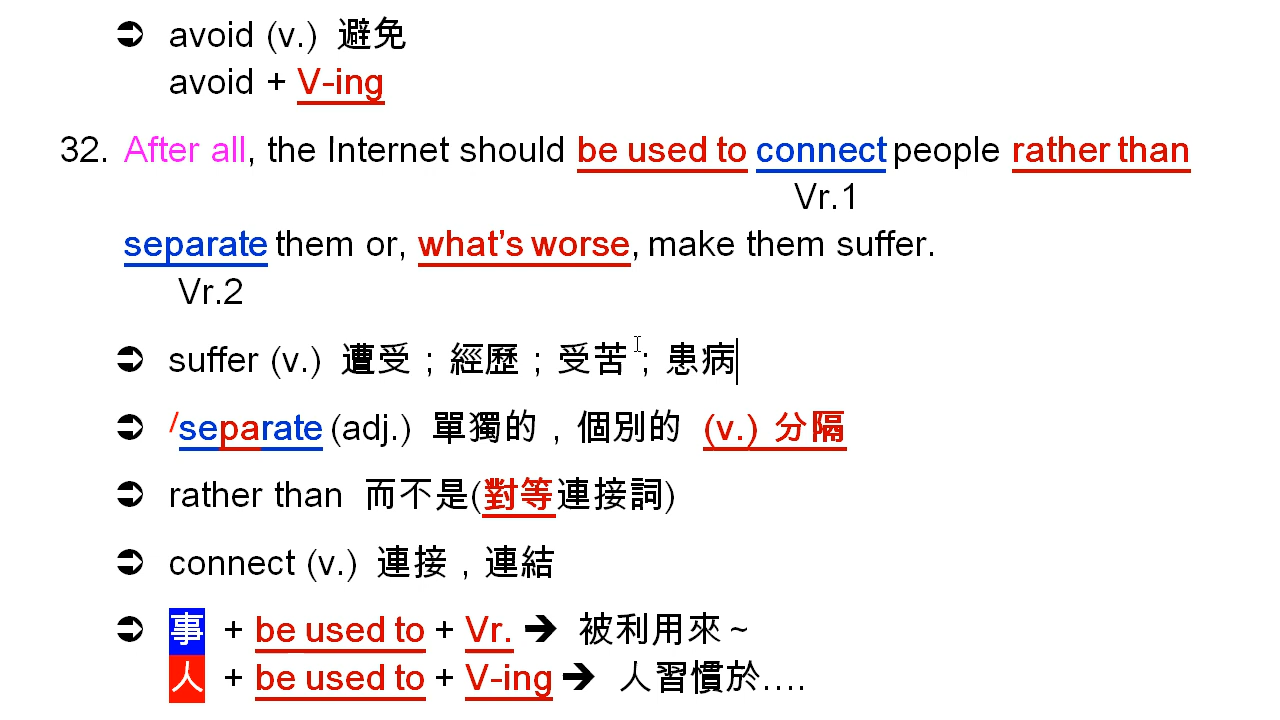 ➲ avoid (v.) 避免
avoid + V-ing
32. After all, the Internet should be used to connect people rather than
Vr.1
separate them or, what's worse, make them suffer.
Vr.2
➲ suffer (v.) 遭受；經歷；受苦；患病
➲ /separate (adj.) 單獨的，個別的 (v.) 分隔
➲ rather than 而不是(對等連接詞)
➲ connect (v.) 連接，連結
➲ 事 + be used to + Vr. ➔ 被利用來~
人 + be used to + V-ing ➔ 人習慣於....